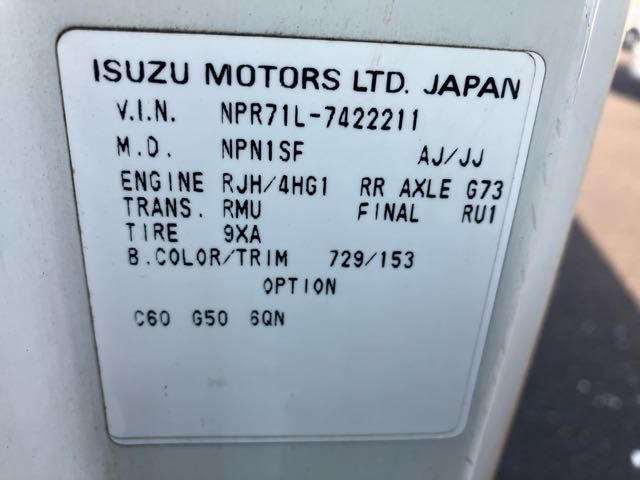 ISUZU MOTORS LTD. JAPAN
V.I.N. NPR71L-7422211
M.D. NPN1SF AJ/JJ
ENGINE RJH/4HG1 RR AXLE G73
TRANS. RMU FINAL RU1
TIRE 9XA
B.COLOR/TRIM 729/153
OPTION
C60 G50 6QN